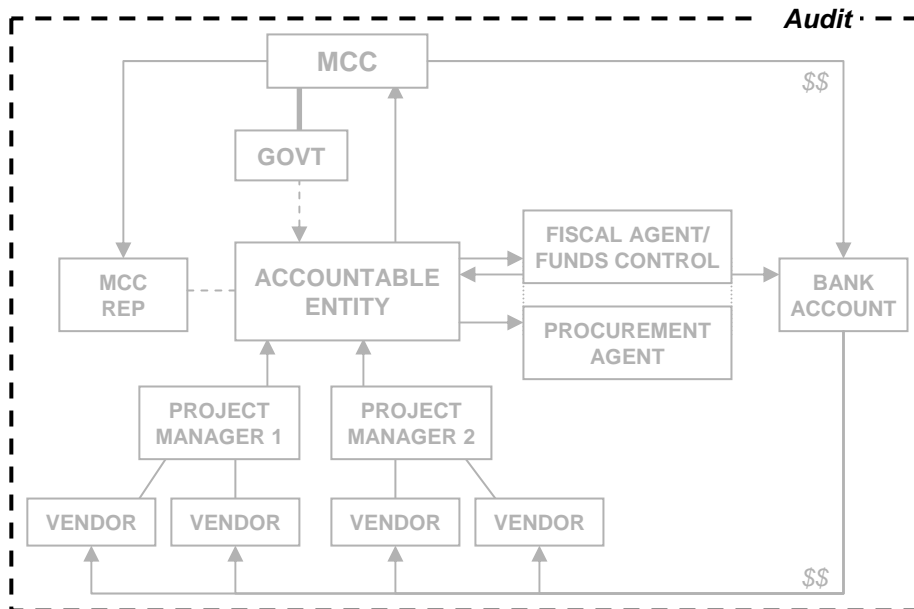 Audit
MCC
$$
GOVT
FISCAL AGENT/
FUNDS CONTROL
MCC
REP
ACCOUNTABLE
ENTITY
BANK
ACCOUNT
PROCUREMENT
AGENT
PROJECT
MANAGER 1
PROJECT
MANAGER 2
VENDOR
VENDOR
VENDOR
VENDOR
$$